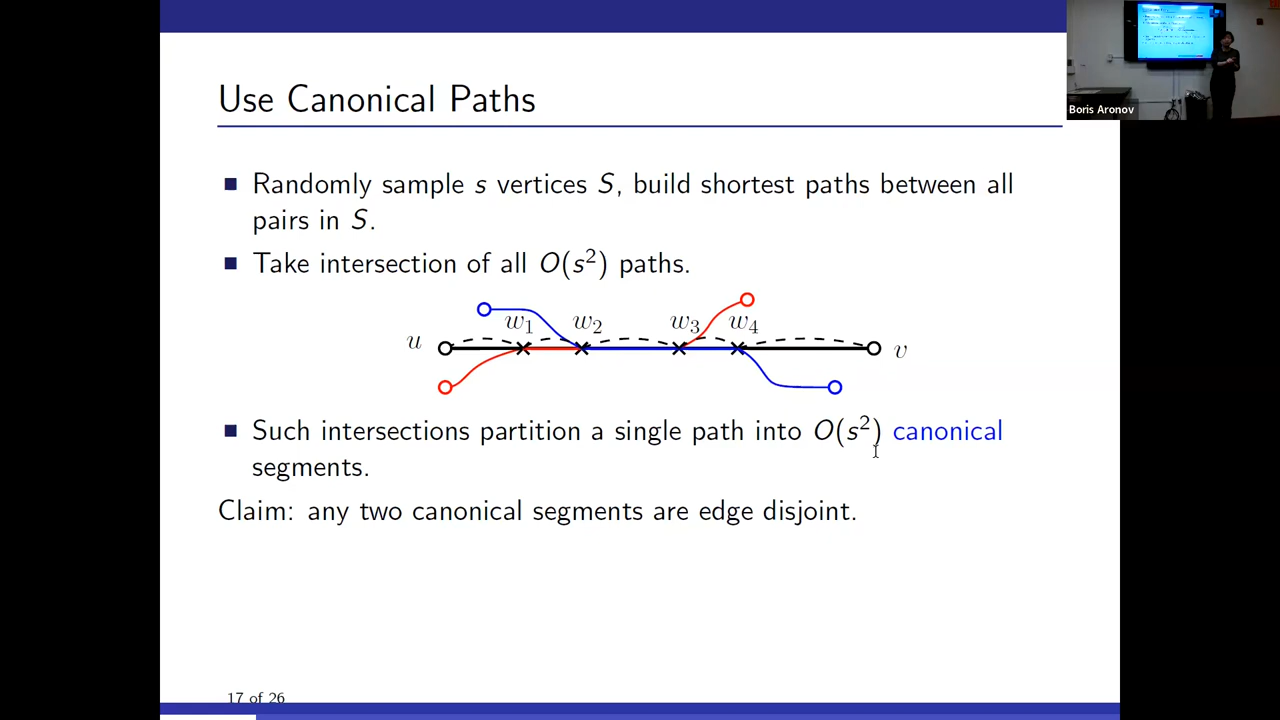 Boris Aronov
Use Canonical Paths
Randomly sample s vertices S, build shortest paths between all
pairs in S.
Take intersection of all O(s²) paths.
w₁ w₂ w₃ w₄
u v
Such intersections partition a single path into O(s²) canonical
segments.
Claim: any two canonical segments are edge disjoint.
17 of 26